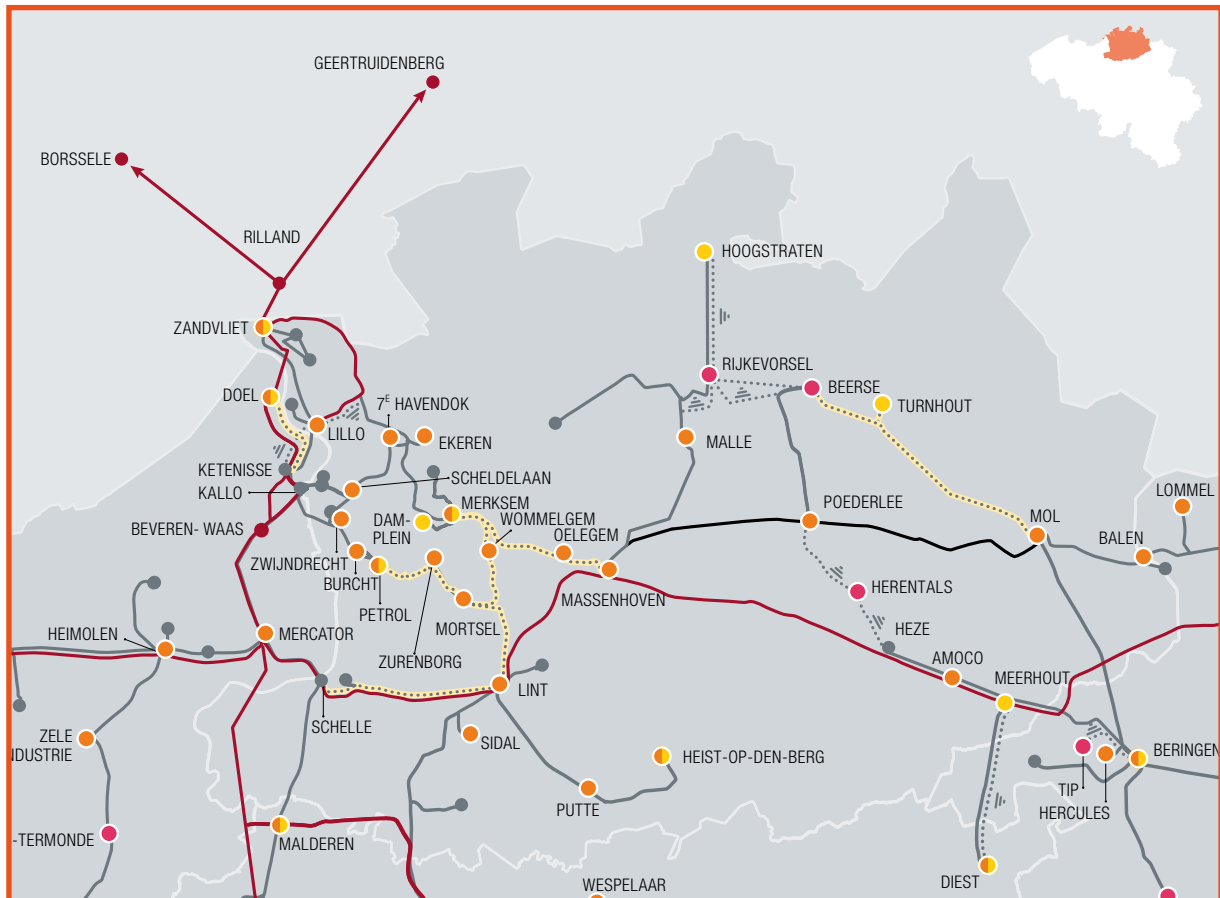 GEERTRUIDENBERG
BORSSELE
RILLAND
HOOGSTRATEN
ZANDVLIET
RIJKEVORSEL
BEERSE
DOEL
7E HAVENDOK
TURNHOUT
LILLO
EKEREN
MALLE
KETENISSE
SCHELDELAAN
KALLO
LOMMEL
MERKSEM
POEDERLEE
DAM-
PLEIN
WOMMELGEM
MOL
BEVEREN- WAAS
OELEGEM
BALEN
ZWIJNDRECHT
BURCHT
MASSENHOVEN
HERENTALS
PETROL
MORTSEL
HEIMOLEN
MERCATOR
HEZE
ZURENBORG
AMOCO
MEERHOUT
LINT
SCHELLE
ZELE
NDUSTRIE
SIDAL
HEIST-OP-DEN-BERG
BERINGEN
TIP
PUTTE
HERCULES
-TERMONDE
MALDEREN
DIEST
WESPELAAR